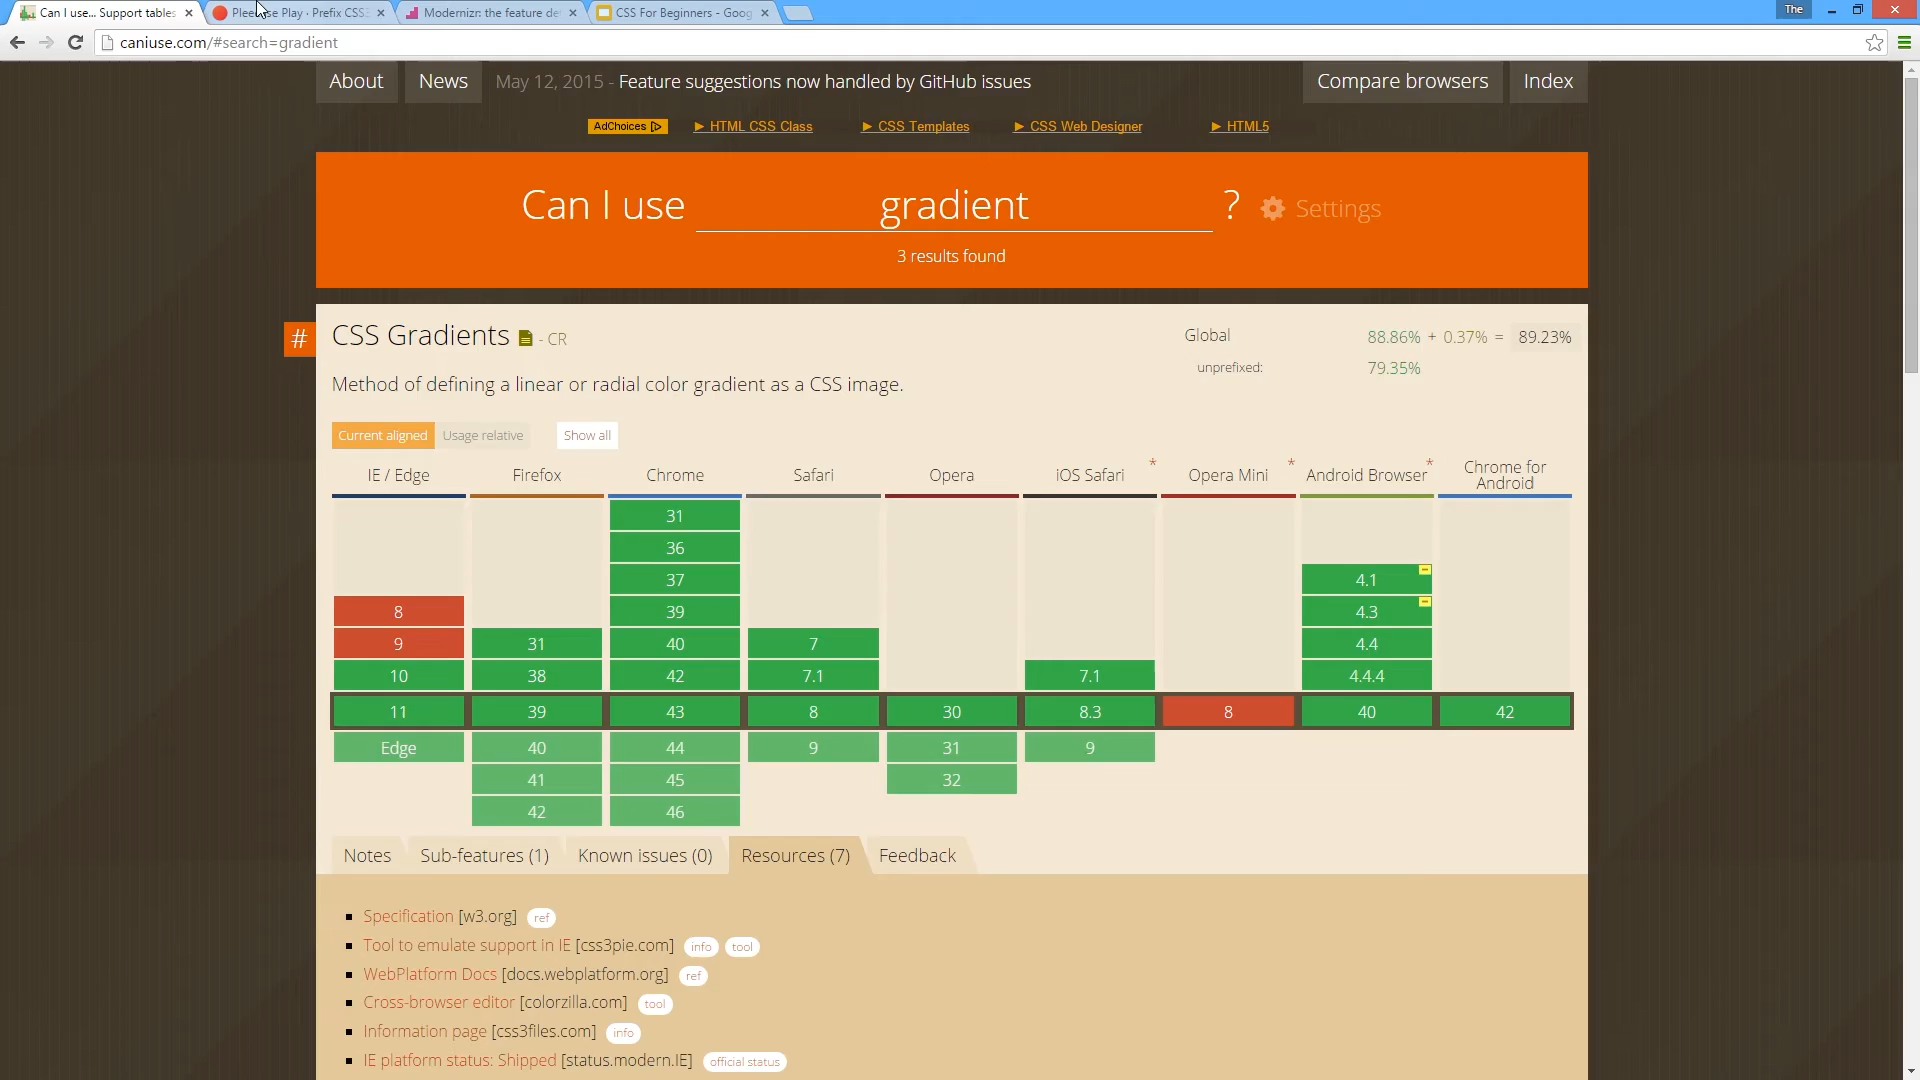 Can I use... Support tables
Pleeease Play · Prefix CSS3
Modernizr: the feature de
CSS For Beginners - Goog
The
caniuse.com/#search=gradient
About
News
May 12, 2015 - Feature suggestions now handled by GitHub issues
Compare browsers
Index
AdChoices
► HTML CSS Class
► CSS Templates
► CSS Web Designer
► HTML5
Can I use gradient ? Settings
3 results found
#
CSS Gradients - CR
Global 88.86% + 0.37% = 89.23%
unprefixed: 79.35%
Method of defining a linear or radial color gradient as a CSS image.
Current aligned Usage relative Show all
IE / Edge Firefox Chrome Safari Opera iOS Safari * Opera Mini * Android Browser * Chrome for Android
31
36
37 4.1
8 39 4.3
9 31 40 7 4.4
10 38 42 7.1 7.1 4.4.4
11 39 43 8 30 8.3 8 40 42
Edge 40 44 9 31 9
41 45 32
42 46
Notes Sub-features (1) Known issues (0) Resources (7) Feedback
Specification [w3.org] ref
Tool to emulate support in IE [css3pie.com] info tool
WebPlatform Docs [docs.webplatform.org] ref
Cross-browser editor [colorzilla.com] tool
Information page [css3files.com] info
IE platform status: Shipped [status.modern.IE] official status